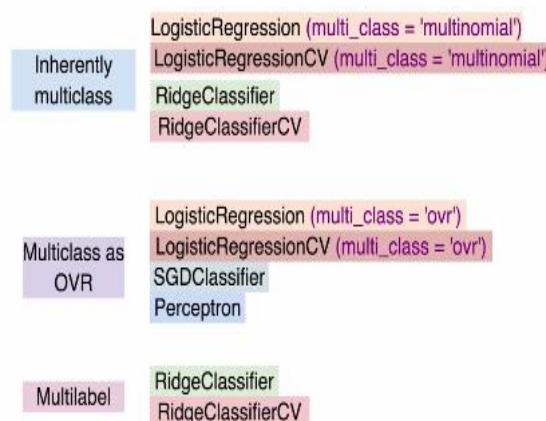 Inherently
multiclass
LogisticRegression (multi_class = 'multinomial')
LogisticRegressionCV (multi_class = 'multinomial')
RidgeClassifier
RidgeClassifierCV
Multiclass as
OVR
LogisticRegression (multi_class = 'ovr')
LogisticRegressionCV (multi_class = 'ovr')
SGDClassifier
Perceptron
Multilabel
RidgeClassifier
RidgeClassifierCV